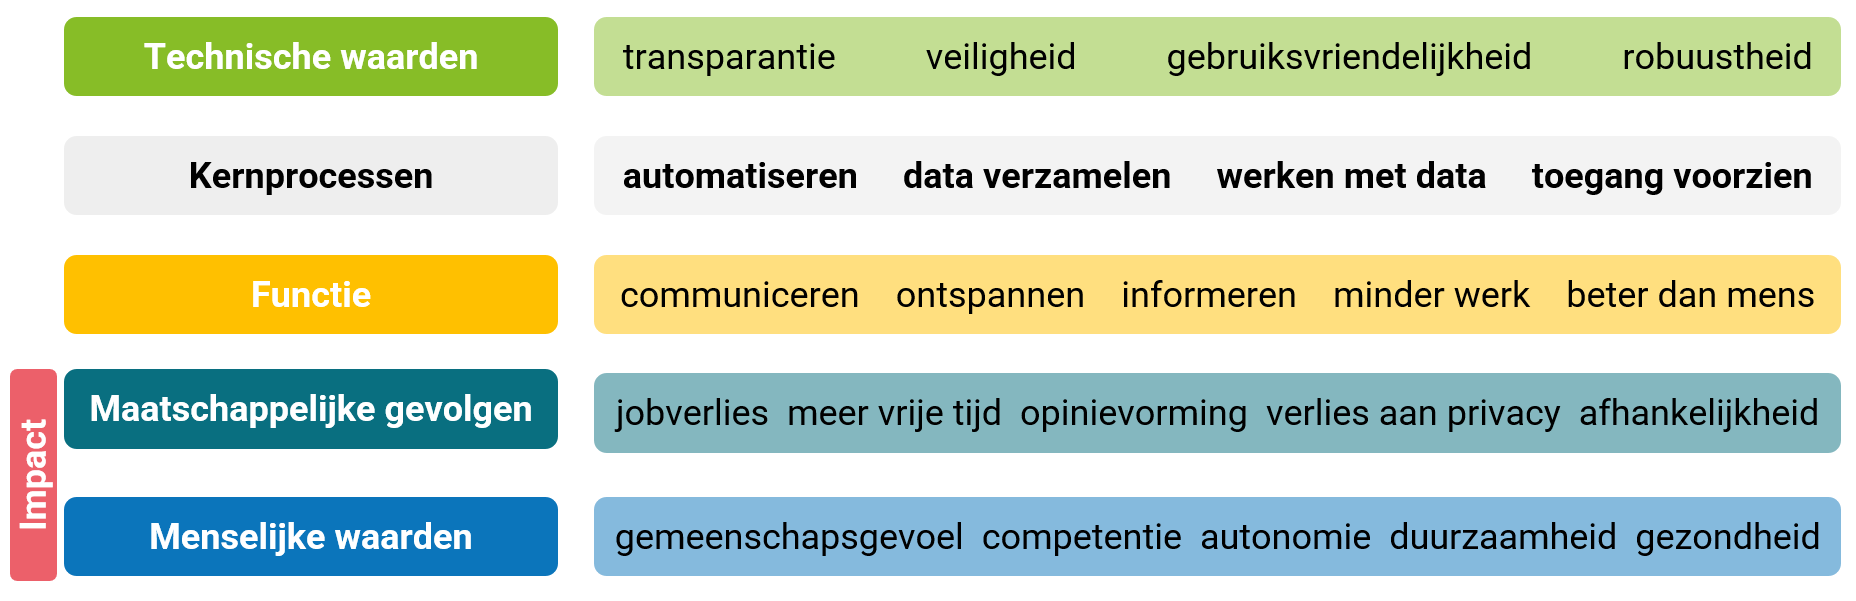 Technische waarden
transparantie veiligheid gebruiksvriendelijkheid robuustheid
Kernprocessen
automatiseren data verzamelen werken met data toegang voorzien
Functie
communiceren ontspannen informeren minder werk beter dan mens
Impact
Maatschappelijke gevolgen
jobverlies meer vrije tijd opinievorming verlies aan privacy afhankelijkheid
Menselijke waarden
gemeenschapsgevoel competentie autonomie duurzaamheid gezondheid